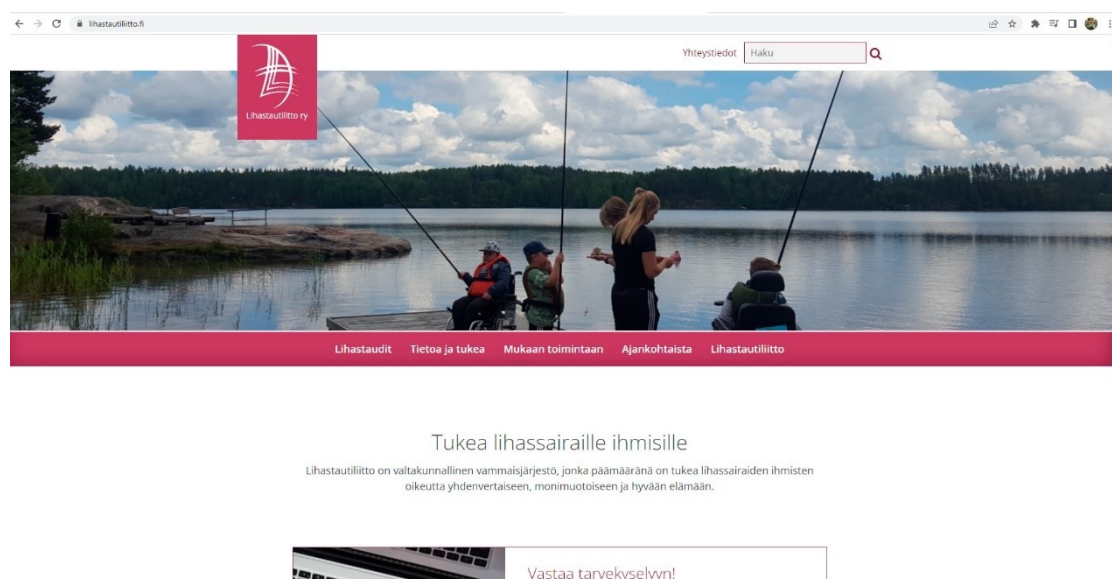 lihastautiliitto.fi
Yhteystiedot
Haku
Lihastautiliitto ry
Lihastaudit Tietoa ja tukea Mukaan toimintaan Ajankohtaista Lihastautiliitto
Tukea lihassairaille ihmisille
Lihastautiliitto on valtakunnallinen vammaisjärjestö, jonka päämääränä on tukea lihassairaiden ihmisten
oikeutta yhdenvertaiseen, monimuotoiseen ja hyvään elämään.
Vastaa tarvekyselyyn!